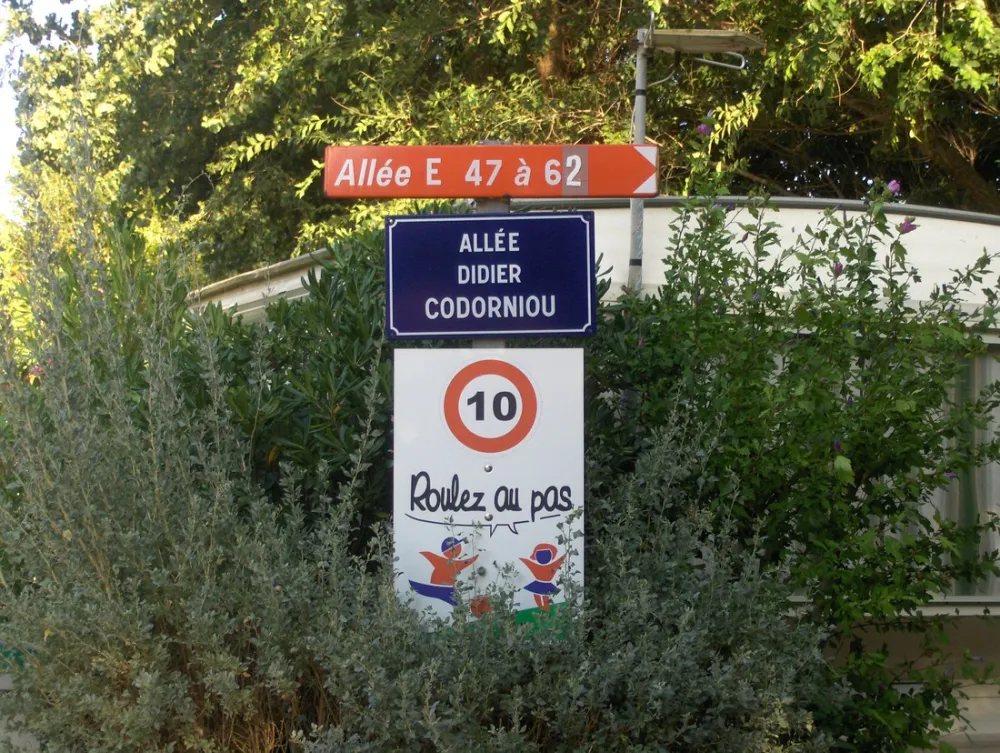 Allée E 47 à 62
ALLÉE
DIDIER
CODORNIOU
10
Roulez au pas